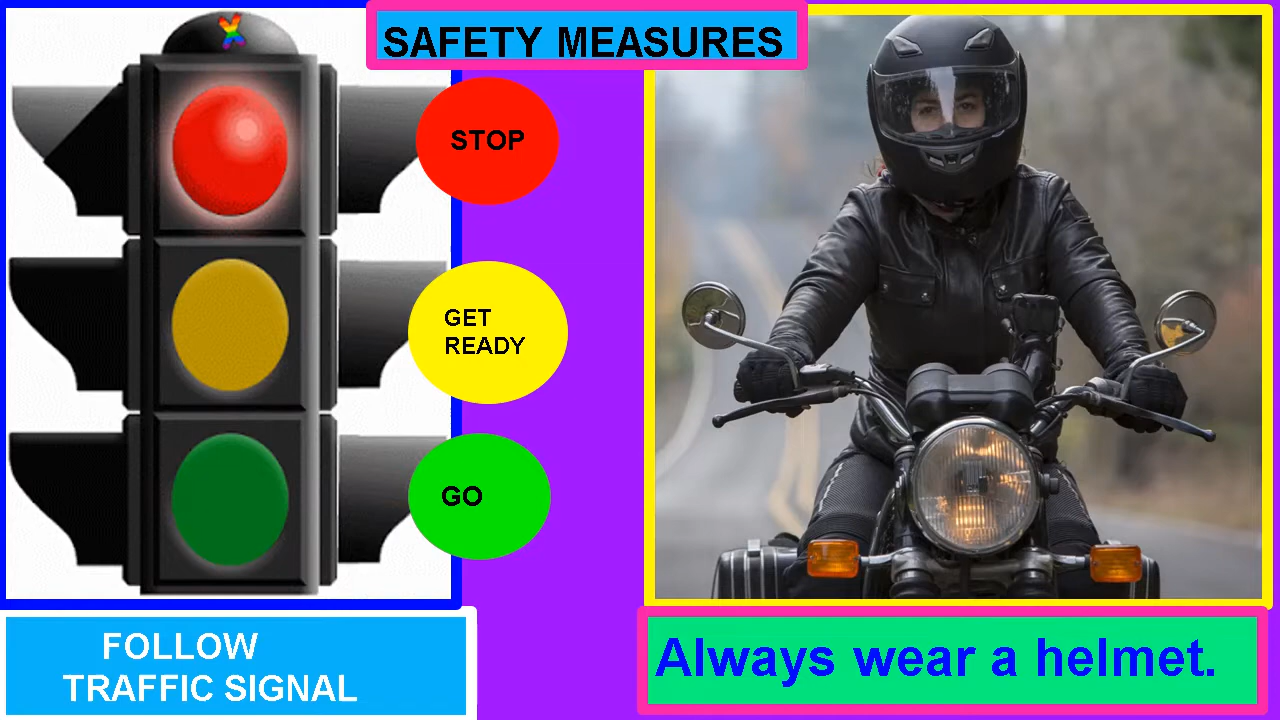 SAFETY MEASURES
STOP
GET
READY
GO
FOLLOW
TRAFFIC SIGNAL
Always wear a helmet.